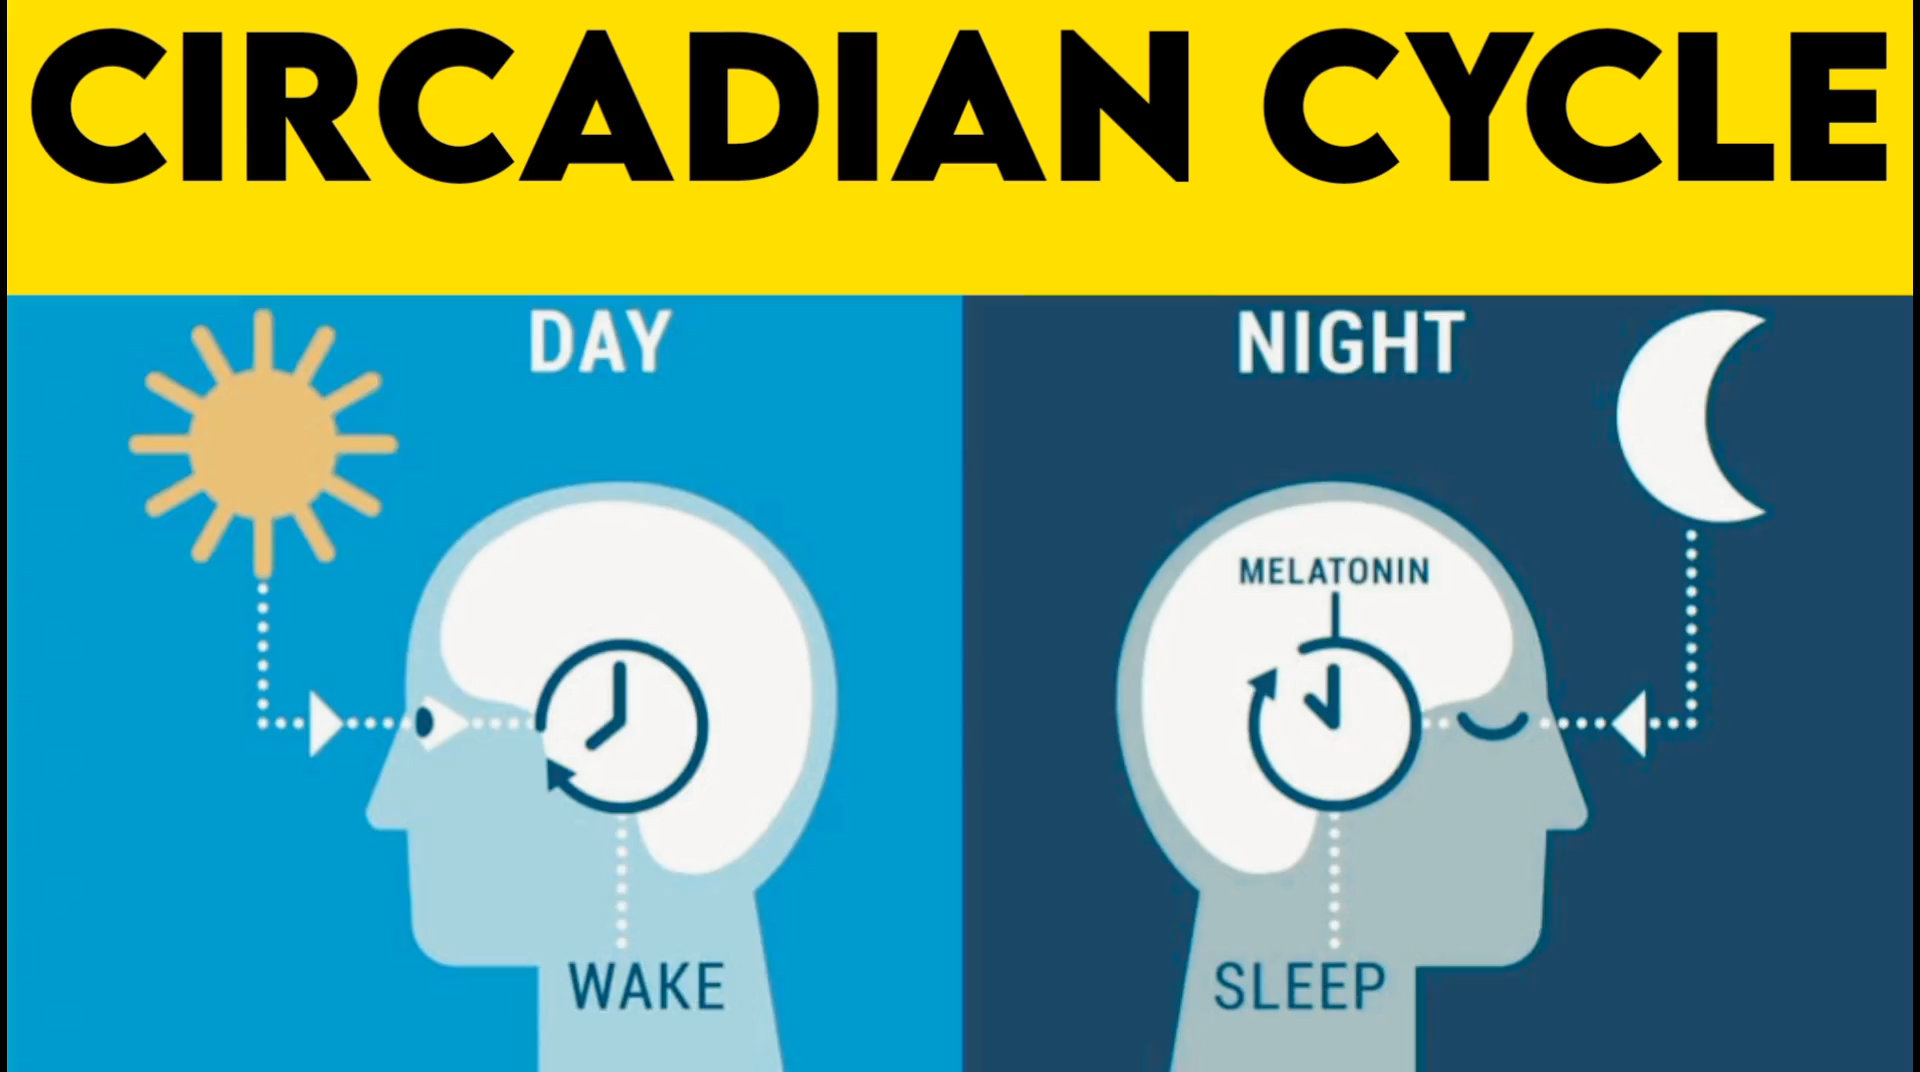 CIRCADIAN CYCLE
DAY
NIGHT
MELATONIN
WAKE
SLEEP